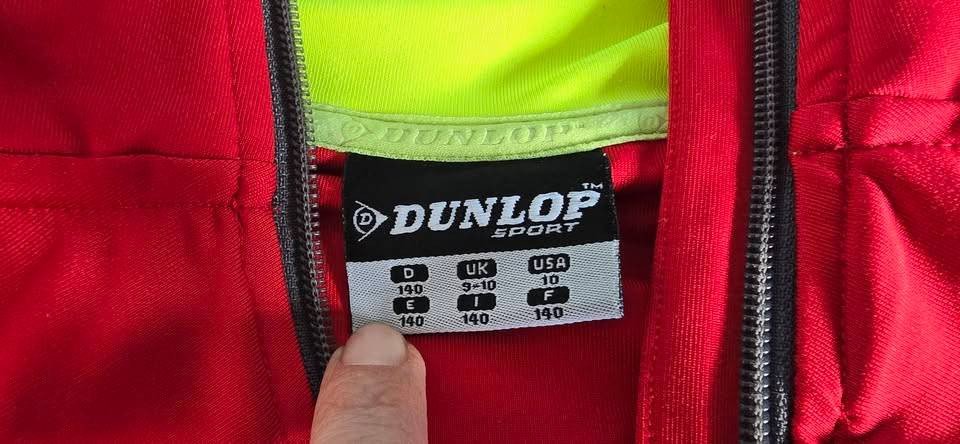 DUNLOP
D DUNLOP™
SPORT
D UK USA
140 9-10 10
E I F
140 140 140